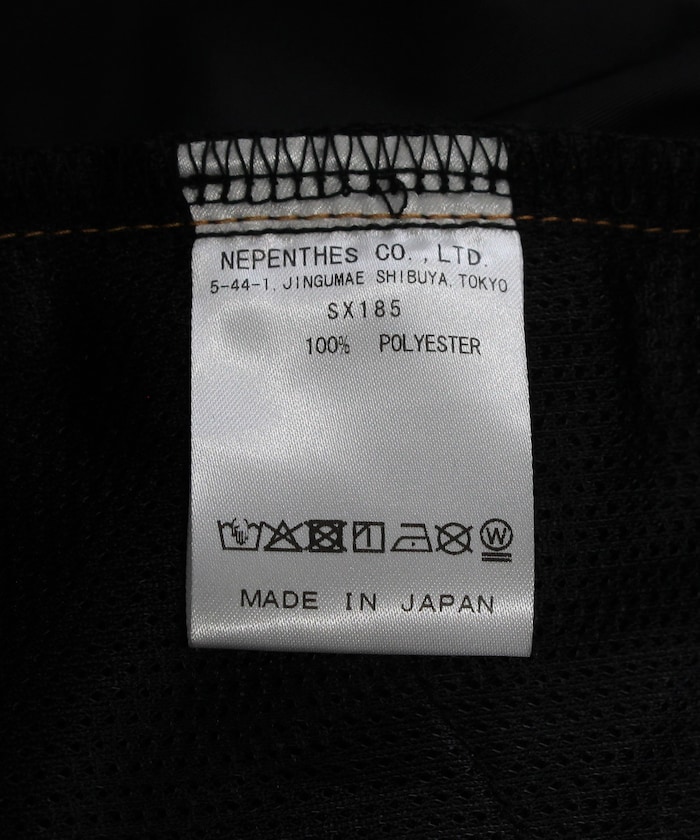 NEPENTHES CO.,LTD.
5-44-1, JINGUMAE SHIBUYA, TOKYO
SX185
100% POLYESTER
W
MADE IN JAPAN